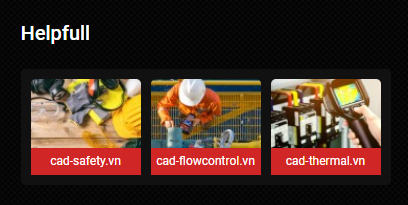 Helpfull
cad-safety.vn
cad-flowcontrol.vn
cad-thermal.vn